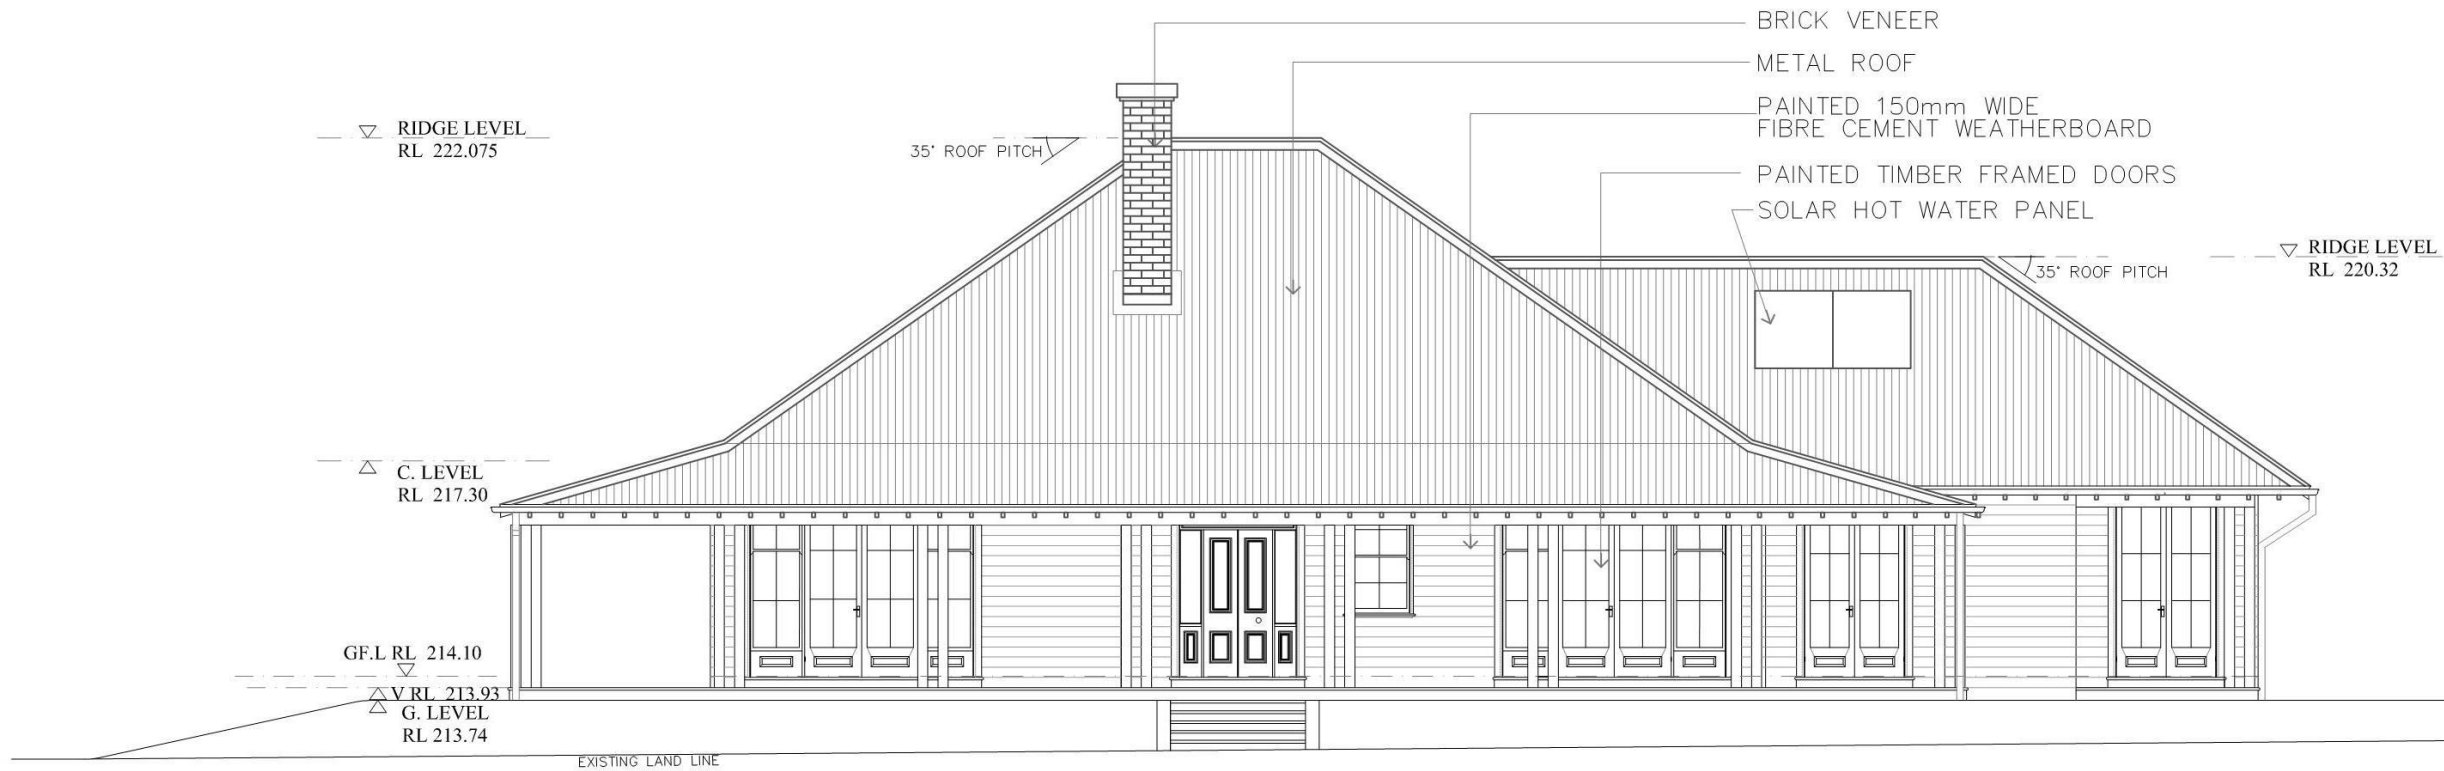 BRICK VENEER
METAL ROOF
PAINTED 150mm WIDE
FIBRE CEMENT WEATHERBOARD
PAINTED TIMBER FRAMED DOORS
SOLAR HOT WATER PANEL
RIDGE LEVEL
RL 222.075
35° ROOF PITCH
RIDGE LEVEL
RL 220.32
35° ROOF PITCH
C. LEVEL
RL 217.30
GF.L RL 214.10
V RL 213.93
G. LEVEL
RL 213.74
EXISTING LAND LINE